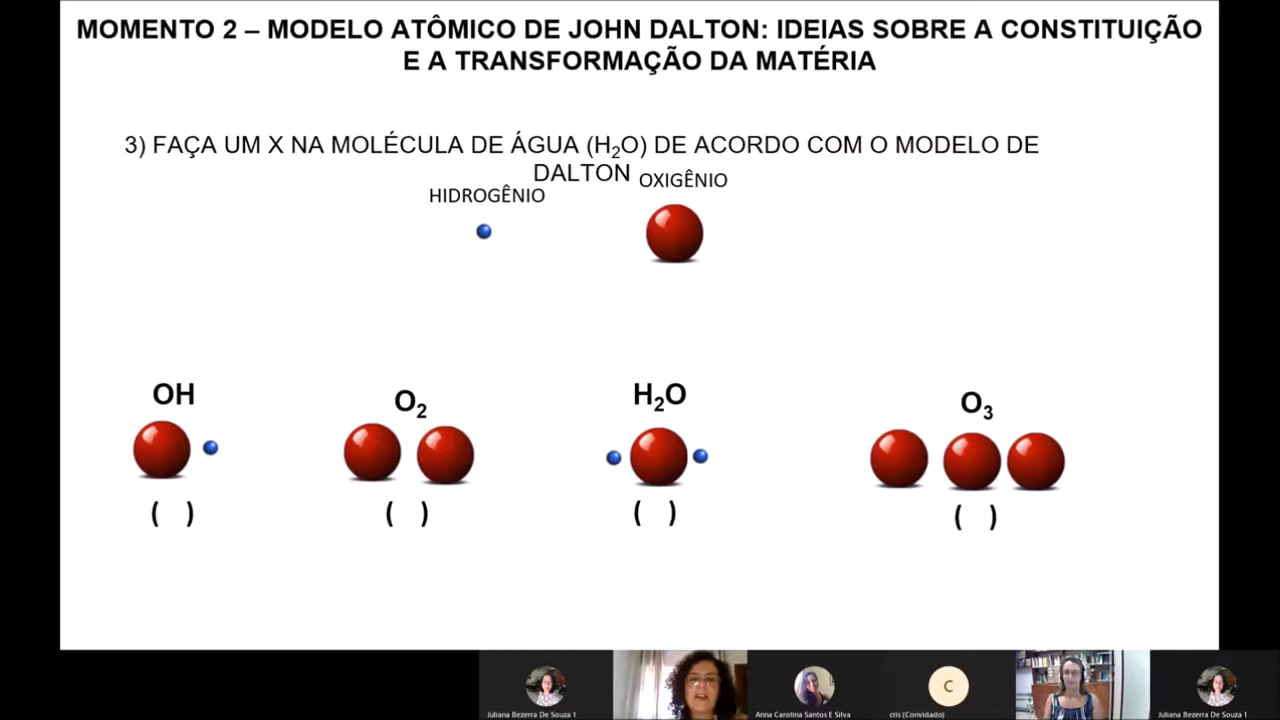 MOMENTO 2 – MODELO ATÔMICO DE JOHN DALTON: IDEIAS SOBRE A CONSTITUIÇÃO
E A TRANSFORMAÇÃO DA MATÉRIA
3) FAÇA UM X NA MOLÉCULA DE ÁGUA (H₂O) DE ACORDO COM O MODELO DE
DALTON
HIDROGÊNIO
OXIGÊNIO
OH
O₂
H₂O
O₃
( )
( )
( )
( )
C
Juliana Bezerra De Souza 1
Anna Carolina Santos E Silva
cris (Convidado)
Juliana Bezerra De Souza 1